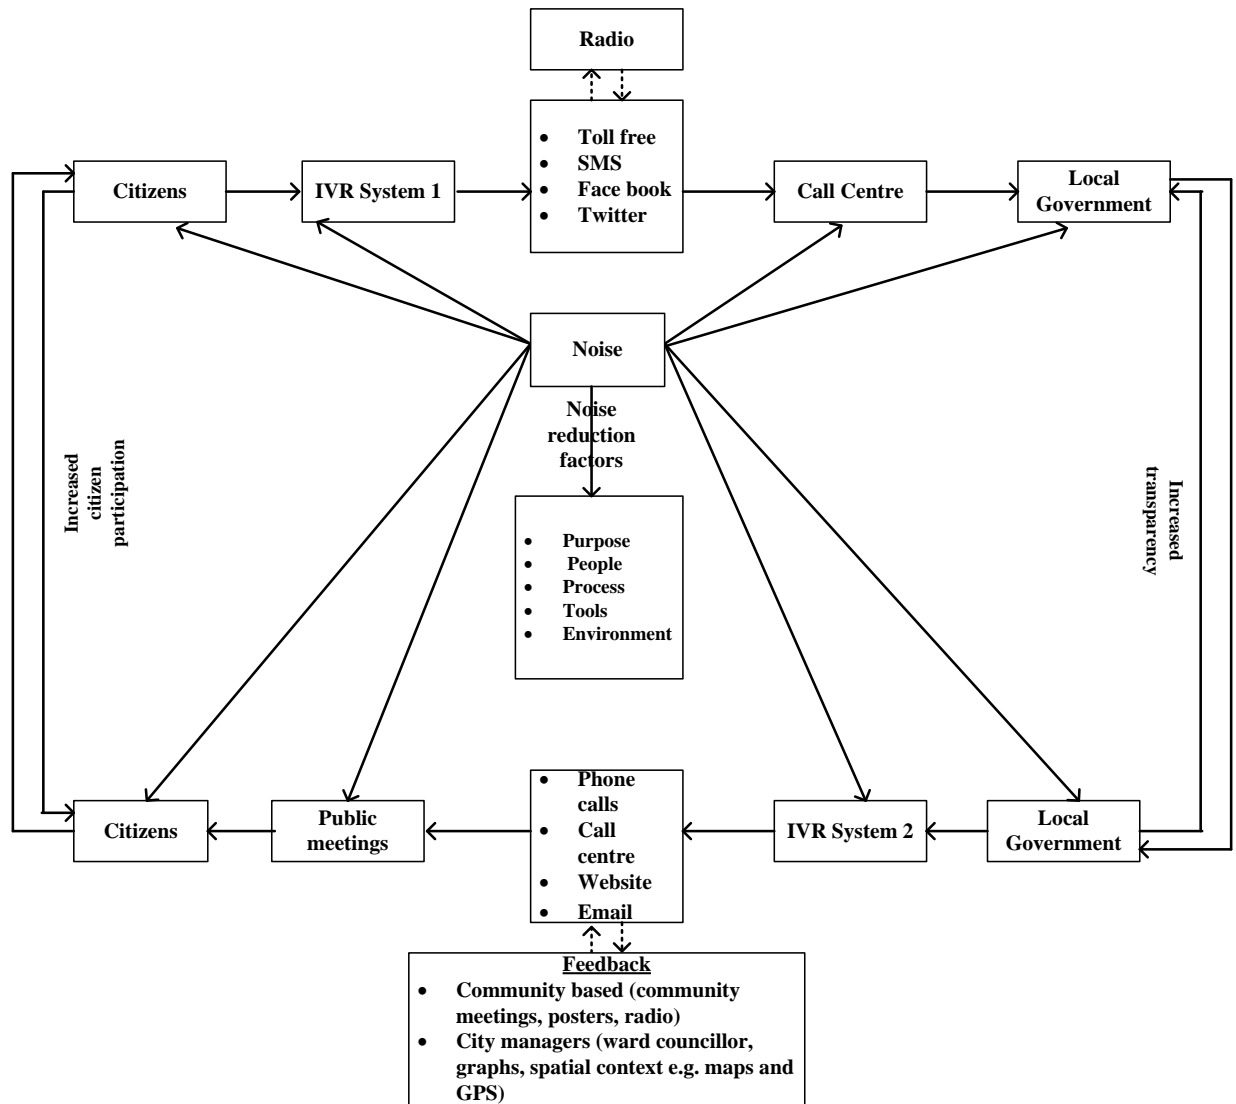 Radio
• Toll free
• SMS
• Face book
• Twitter
Citizens
IVR System 1
Call Centre
Local
Government
Noise
Noise
reduction
factors
Increased
citizen
participation
Increased
transparency
• Purpose
• People
• Process
• Tools
• Environment
Citizens
Public
meetings
• Phone
calls
• Call
centre
• Website
• Email
IVR System 2
Local
Government
Feedback
• Community based (community
meetings, posters, radio)
• City managers (ward councillor,
graphs, spatial context e.g. maps and
GPS)